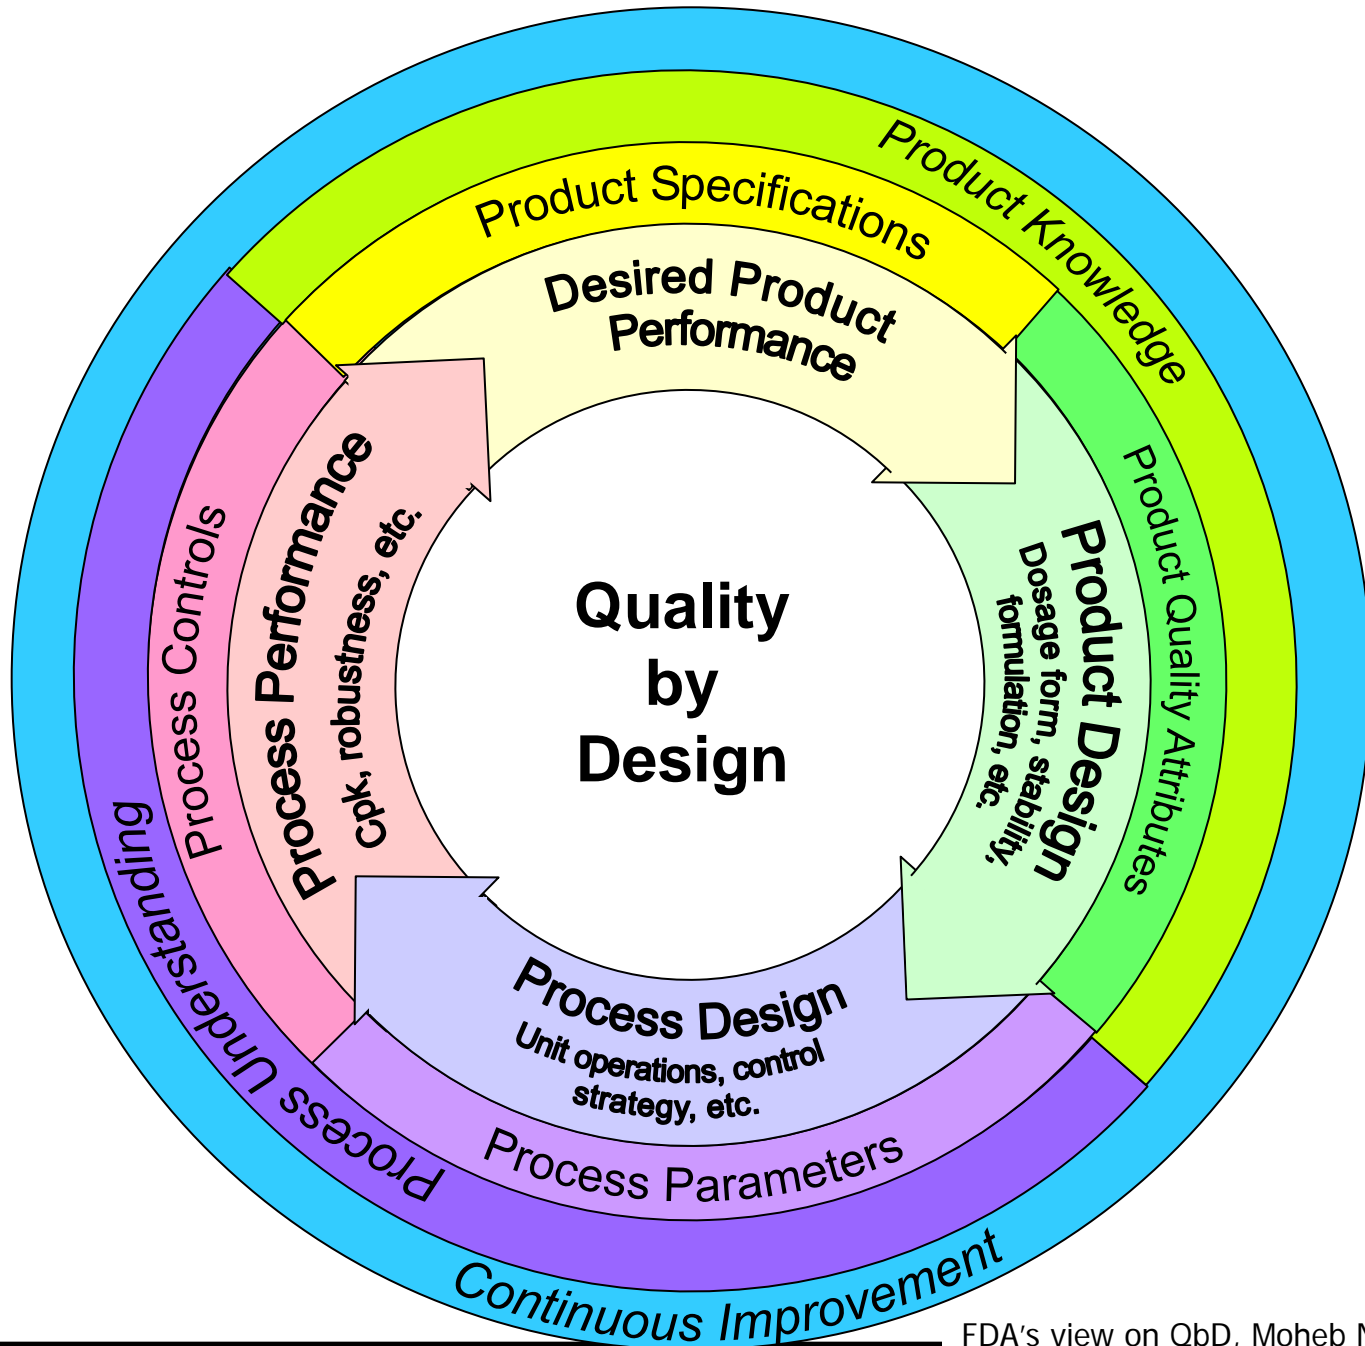 Continuous Improvement
Product Knowledge
Process Understanding
Product Specifications
Product Quality Attributes
Process Parameters
Process Controls
Desired Product
Performance
Product Design
Dosage form, stability,
formulation, etc.
Process Design
Unit operations, control
strategy, etc.
Process Performance
Cpk, robustness, etc.
Quality
by
Design
FDA's view on QbD, Moheb